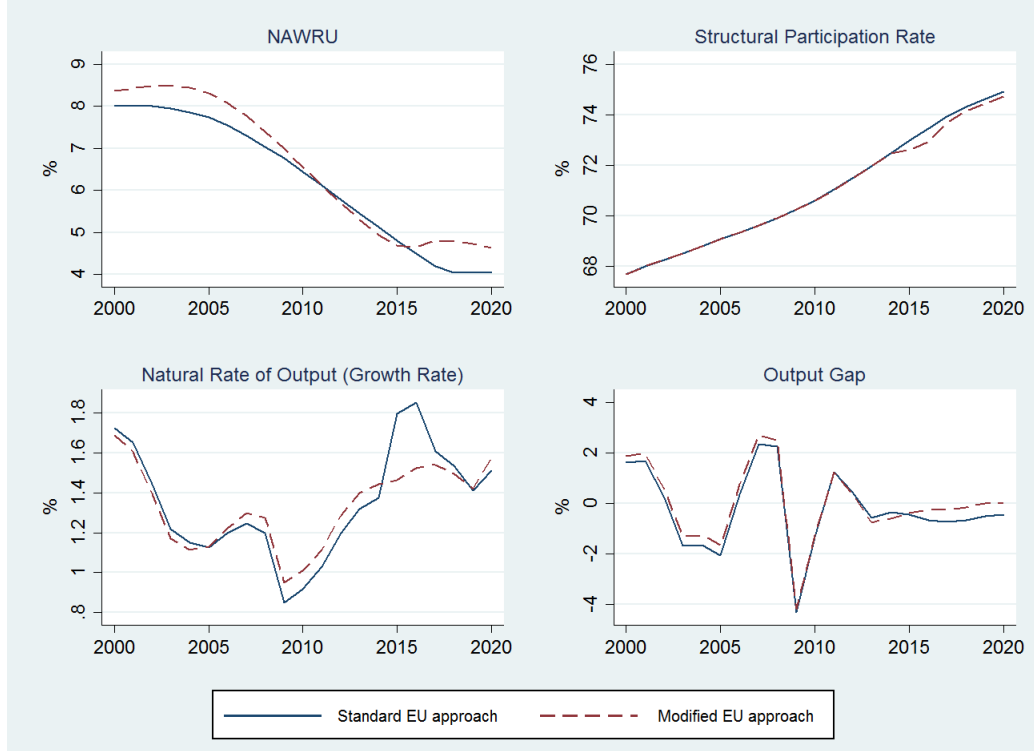 NAWRU
%
9
8
7
6
5
4
2000 2005 2010 2015 2020
Structural Participation Rate
%
76
74
72
70
68
2000 2005 2010 2015 2020
Natural Rate of Output (Growth Rate)
%
1.8
1.6
1.4
1.2
1
.8
2000 2005 2010 2015 2020
Output Gap
%
4
2
0
-2
-4
2000 2005 2010 2015 2020
Standard EU approach Modified EU approach